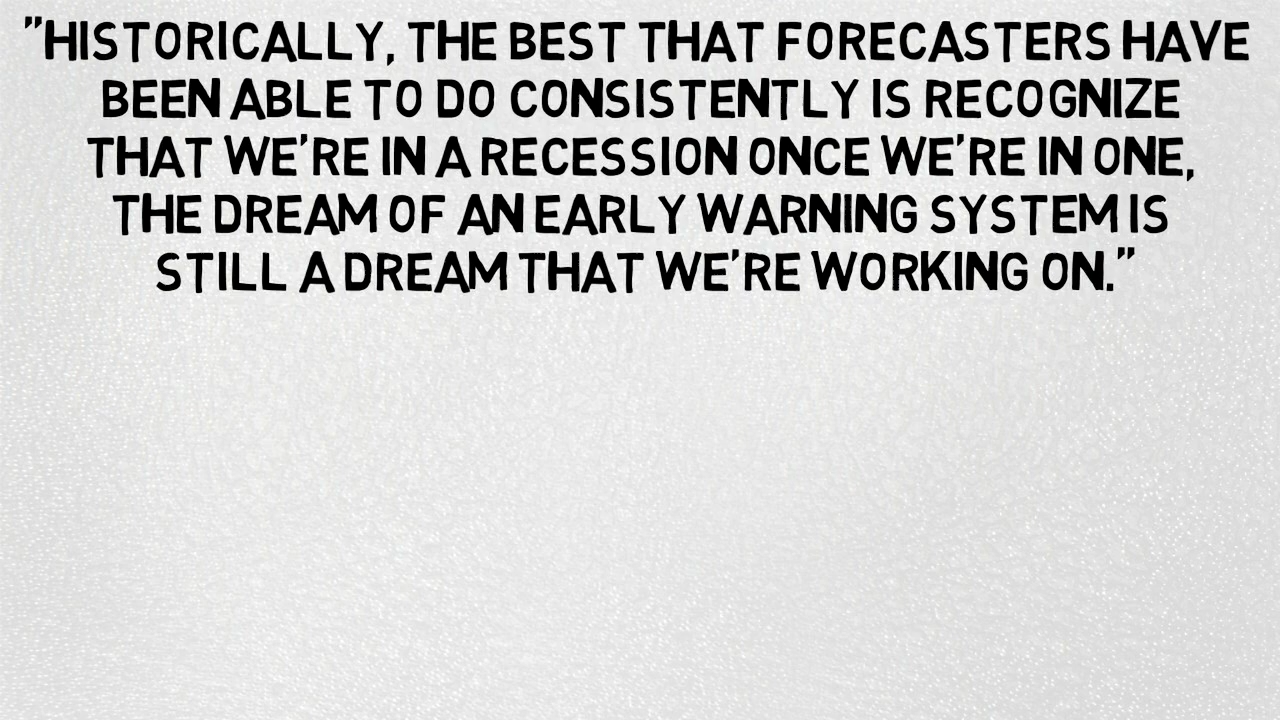 "HISTORICALLY, THE BEST THAT FORECASTERS HAVE
BEEN ABLE TO DO CONSISTENTLY IS RECOGNIZE
THAT WE'RE IN A RECESSION ONCE WE'RE IN ONE,
THE DREAM OF AN EARLY WARNING SYSTEM IS
STILL A DREAM THAT WE'RE WORKING ON."